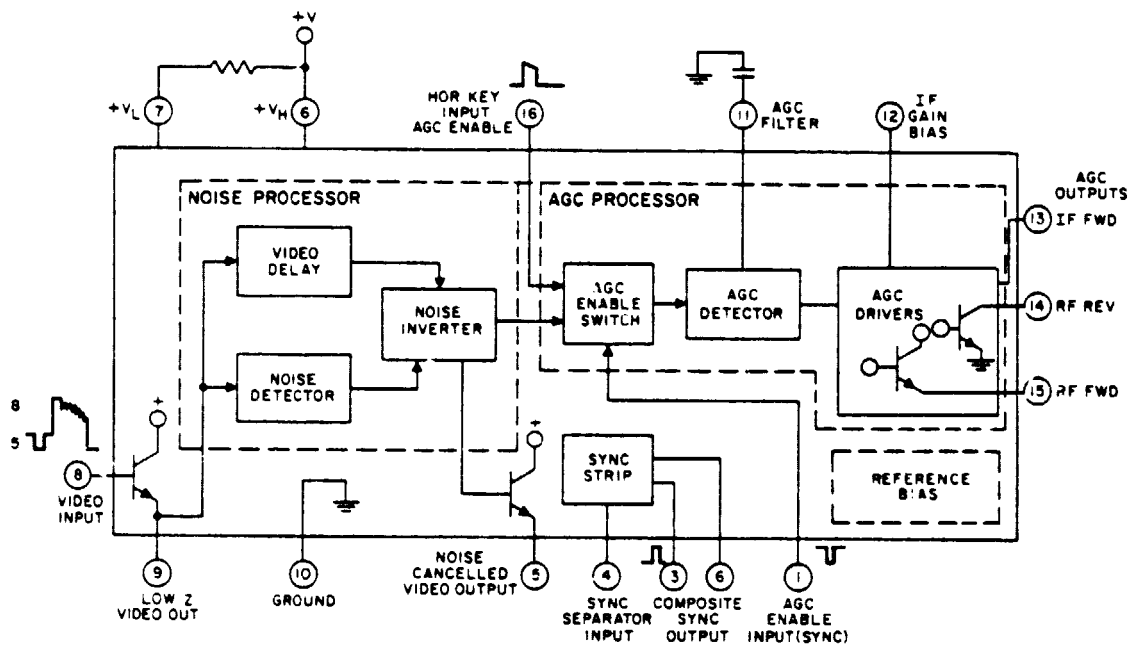 +V
+VL
7
+VH
6
HOR KEY
INPUT
AGC ENABLE
16
11
AGC
FILTER
12
IF
GAIN
BIAS
NOISE PROCESSOR
AGC PROCESSOR
AGC
OUTPUTS
13
IF FWD
VIDEO
DELAY
NOISE
INVERTER
NOISE
DETECTOR
AGC
ENABLE
SWITCH
AGC
DETECTOR
AGC
DRIVERS
14
RF REV
15
RF FWD
8
5
+
8
VIDEO
INPUT
+
SYNC
STRIP
REFERENCE
BIAS
9
LOW Z
VIDEO OUT
10
GROUND
NOISE
CANCELLED
VIDEO OUTPUT
5
4
SYNC
SEPARATOR
INPUT
3
6
COMPOSITE
SYNC
OUTPUT
1
AGC
ENABLE
INPUT(SYNC)